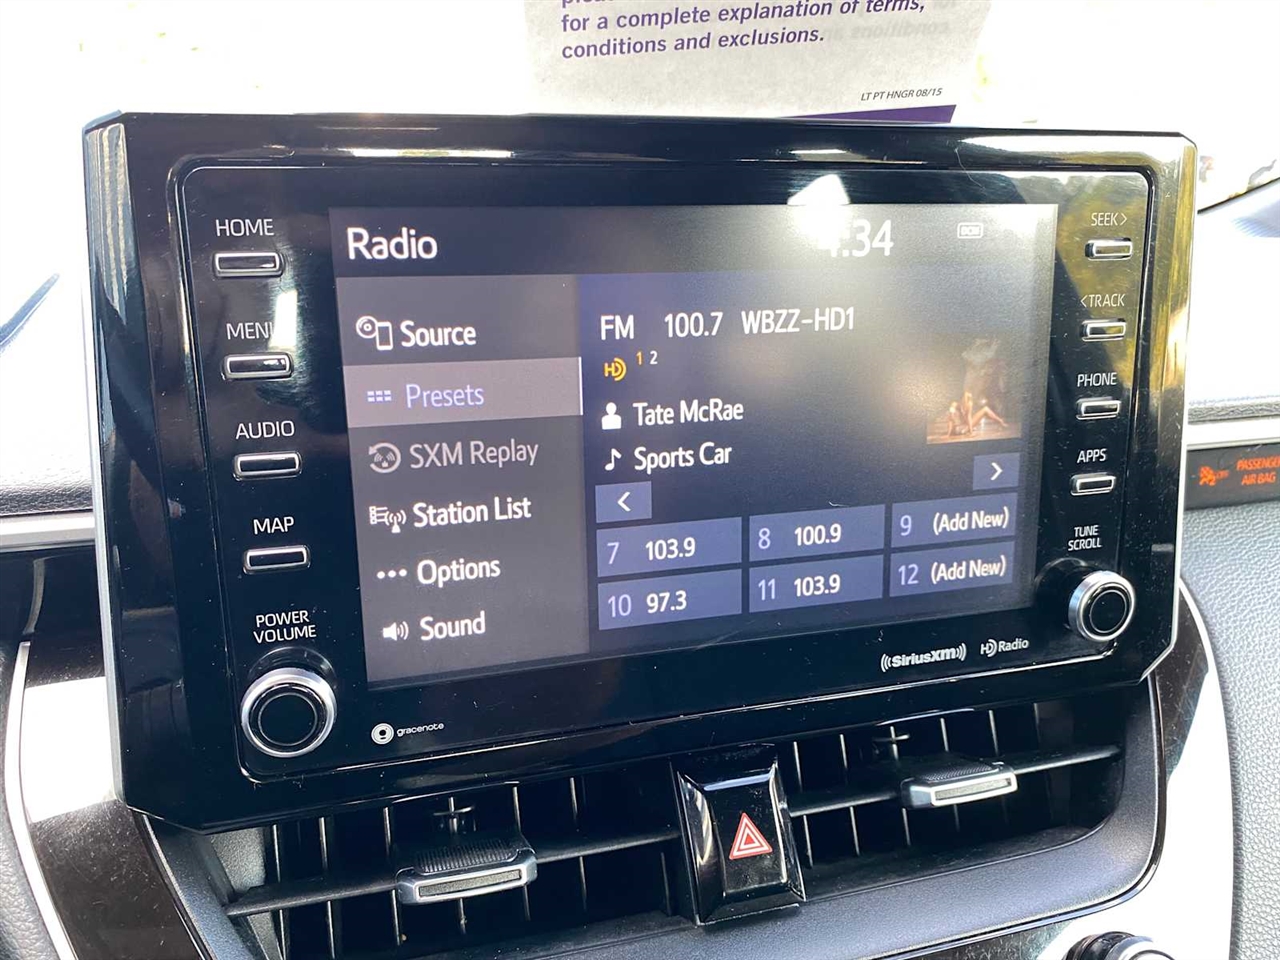 for a complete explanation of terms,
conditions and exclusions.
LT PT HNGR 08/15
HOME
MENU
AUDIO
MAP
POWER
VOLUME
Radio
:34
DCM
Source
Presets
SXM Replay
Station List
Options
Sound
FM 100.7 WBZZ-HD1
HD 1 2
Tate McRae
Sports Car
<
>
7 103.9
8 100.9
9 (Add New)
10 97.3
11 103.9
12 (Add New)
SEEK >
< TRACK
PHONE
APPS
TUNE
SCROLL
gracenote
((SiriusXM))
HD Radio
PASSENGER
AIR BAG
OFF